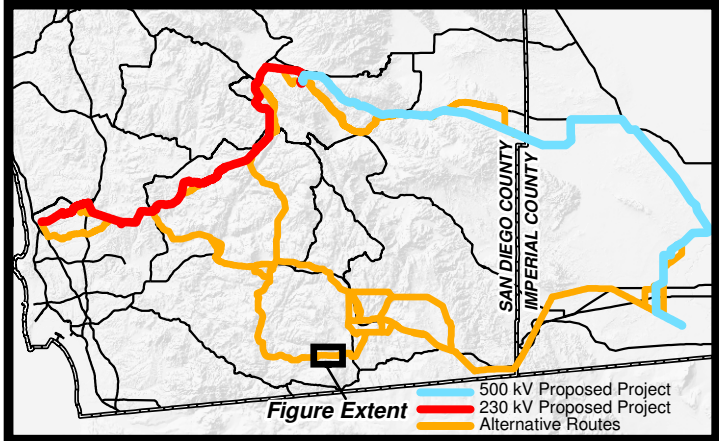 SAN DIEGO COUNTY
IMPERIAL COUNTY
Figure Extent
500 kV Proposed Project
230 kV Proposed Project
Alternative Routes